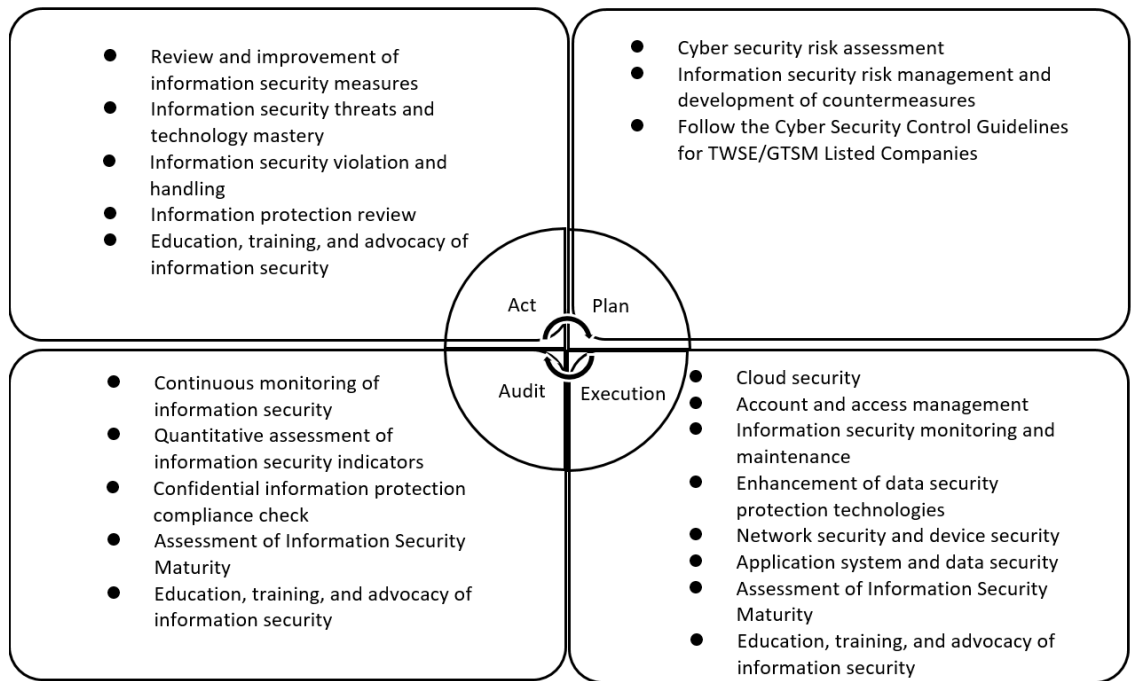 ● Review and improvement of
information security measures
● Information security threats and
technology mastery
● Information security violation and
handling
● Information protection review
● Education, training, and advocacy of
information security
● Cyber security risk assessment
● Information security risk management and
development of countermeasures
● Follow the Cyber Security Control Guidelines
for TWSE/GTSM Listed Companies
Act
Plan
Audit
Execution
● Continuous monitoring of
information security
● Quantitative assessment of
information security indicators
● Confidential information protection
compliance check
● Assessment of Information Security
Maturity
● Education, training, and advocacy of
information security
● Cloud security
● Account and access management
● Information security monitoring and
maintenance
● Enhancement of data security
protection technologies
● Network security and device security
● Application system and data security
● Assessment of Information Security
Maturity
● Education, training, and advocacy of
information security